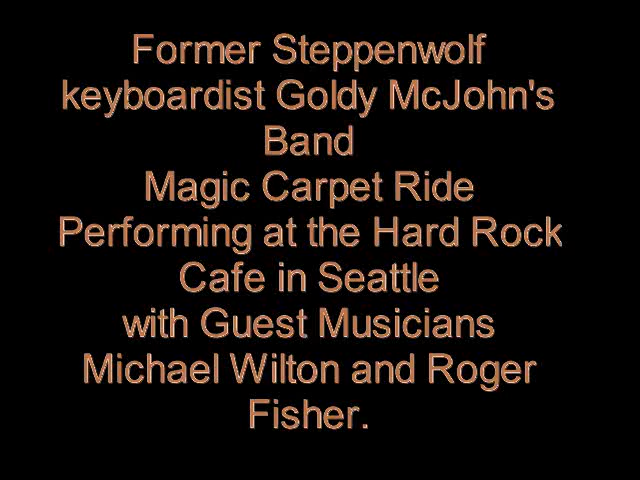 Former Steppenwolf
keyboardist Goldy McJohn's
Band
Magic Carpet Ride
Performing at the Hard Rock
Cafe in Seattle
with Guest Musicians
Michael Wilton and Roger
Fisher.